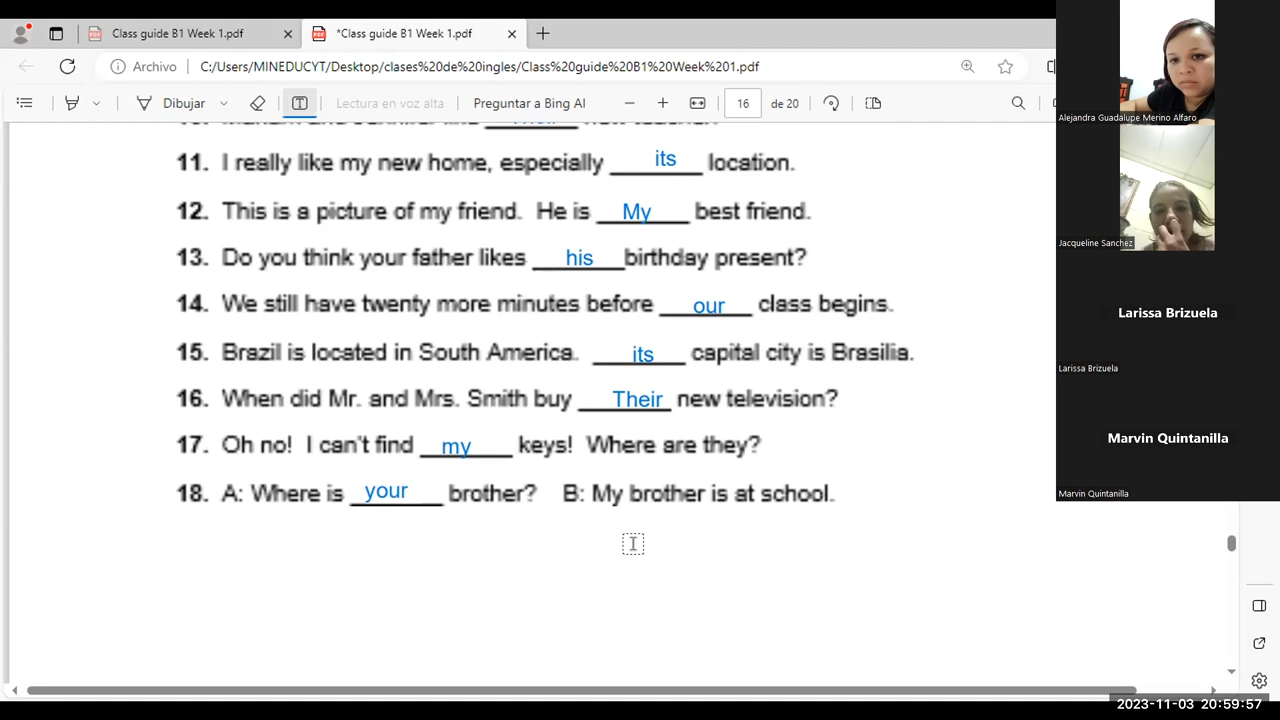 Class guide B1 Week 1.pdf
*Class guide B1 Week 1.pdf
Archivo
C:/Users/MINEDUCYT/Desktop/clases%20de%20ingles/Class%20guide%20B1%20Week%201.pdf
Dibujar
Lectura en voz alta
Preguntar a Bing AI
16
de 20
11. I really like my new home, especially its location.
12. This is a picture of my friend. He is My best friend.
13. Do you think your father likes his birthday present?
14. We still have twenty more minutes before our class begins.
15. Brazil is located in South America. its capital city is Brasilia.
16. When did Mr. and Mrs. Smith buy Their new television?
17. Oh no! I can't find my keys! Where are they?
18. A: Where is your brother? B: My brother is at school.
Alejandra Guadalupe Merino Alfaro
Jacqueline Sanchez
Larissa Brizuela
Larissa Brizuela
Marvin Quintanilla
Marvin Quintanilla
2023-11-03 20:59:57